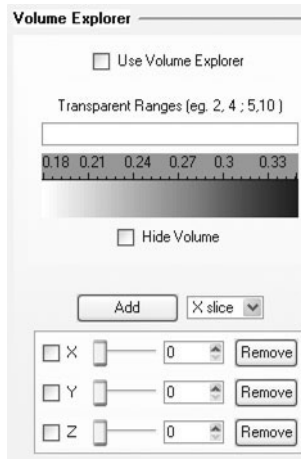 Volume Explorer
Use Volume Explorer
Transparent Ranges (eg. 2, 4 ; 5,10 )
0.18 0.21 0.24 0.27 0.3 0.33
Hide Volume
Add X slice
X 0 Remove
Y 0 Remove
Z 0 Remove